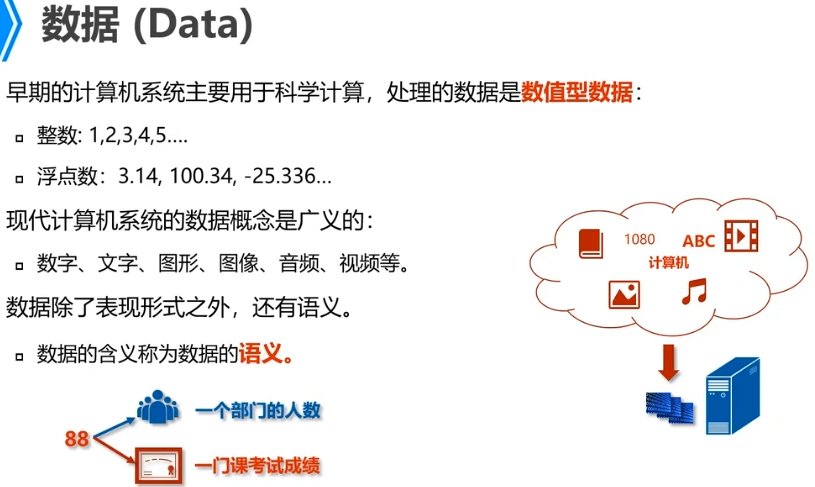 数据 (Data)
早期的计算机系统主要用于科学计算，处理的数据是数值型数据：
整数: 1,2,3,4,5....
浮点数：3.14, 100.34, -25.336...
现代计算机系统的数据概念是广义的：
数字、文字、图形、图像、音频、视频等。
数据除了表现形式之外，还有语义。
数据的含义称为数据的语义。
1080 ABC
计算机
88
一个部门的人数
一门课考试成绩